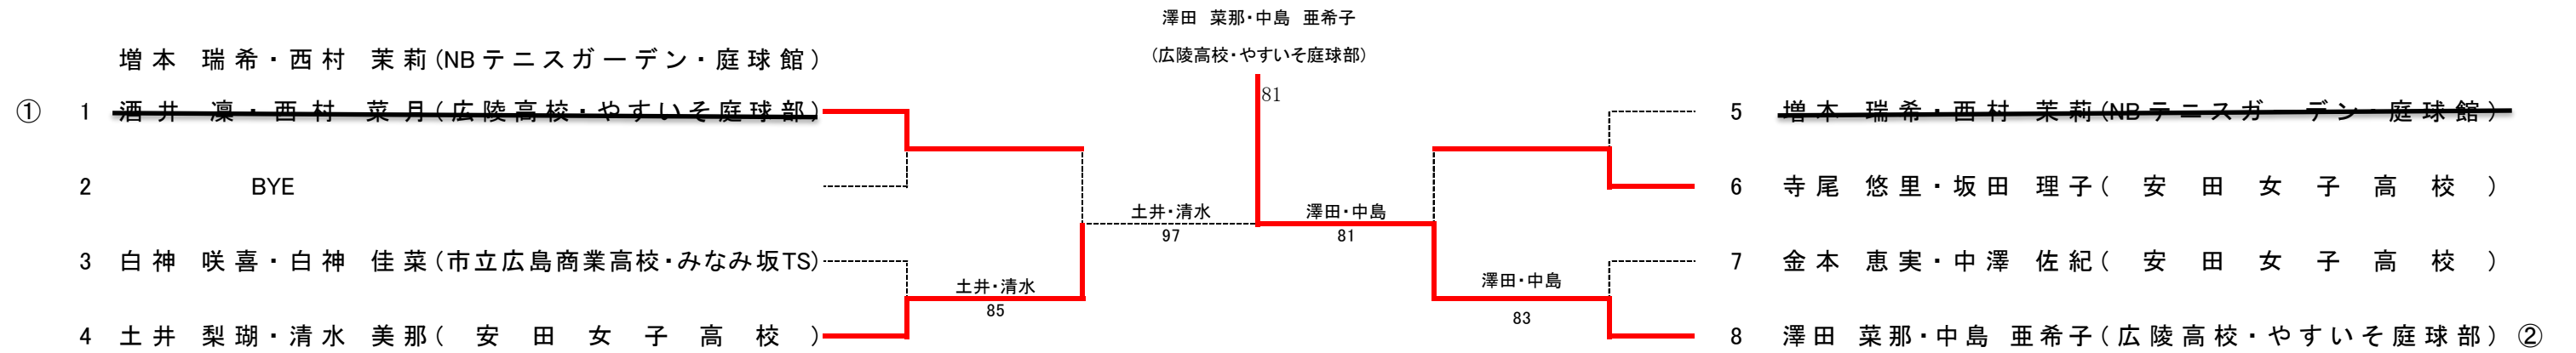 澤田 菜那・中島 亜希子
(広陵高校・やすいそ庭球部)
81
増本 瑞希・西村 茉莉(NBテニスガーデン・庭球館)
① 1 酒井 凜・西村 菜月(広陵高校・やすいそ庭球部)
2 BYE
3 白神 咲喜・白神 佳菜(市立広島商業高校・みなみ坂TS)
4 土井 梨瑚・清水 美那(安田女子高校)
土井・清水
85
土井・清水
97
澤田・中島
81
澤田・中島
83
5 増本 瑞希・西村 茉莉(NBテニスガーデン・庭球館)
6 寺尾 悠里・坂田 理子(安田女子高校)
7 金本 恵実・中澤 佐紀(安田女子高校)
8 澤田 菜那・中島 亜希子(広陵高校・やすいそ庭球部) ②